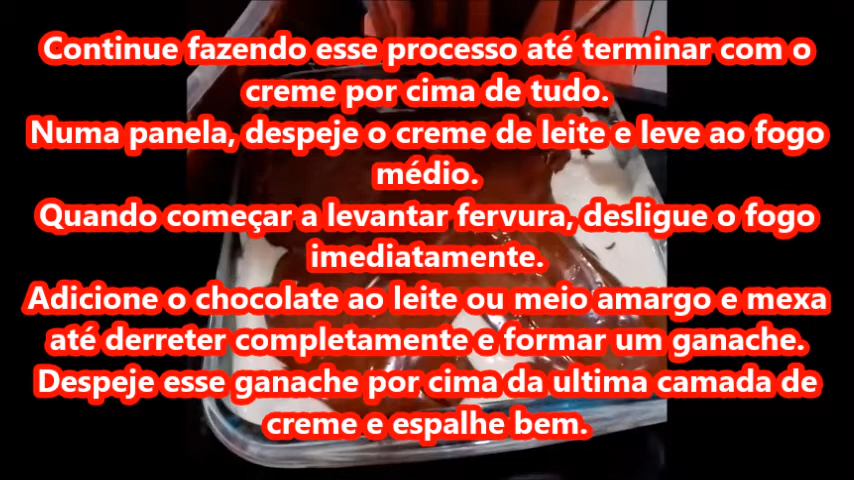 Continue fazendo esse processo até terminar com o
creme por cima de tudo.
Numa panela, despeje o creme de leite e leve ao fogo
médio.
Quando começar a levantar fervura, desligue o fogo
imediatamente.
Adicione o chocolate ao leite ou meio amargo e mexa
até derreter completamente e formar um ganache.
Despeje esse ganache por cima da ultima camada de
creme e espalhe bem.